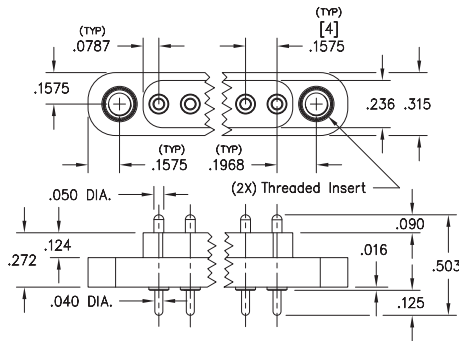 (TYP)
.0787
(TYP)
[4]
.1575
.1575
.236 .315
(TYP)
.1575
(TYP)
.1968
(2X) Threaded Insert
.050 DIA.
.090
.124
.016
.503
.272
.040 DIA.
.125